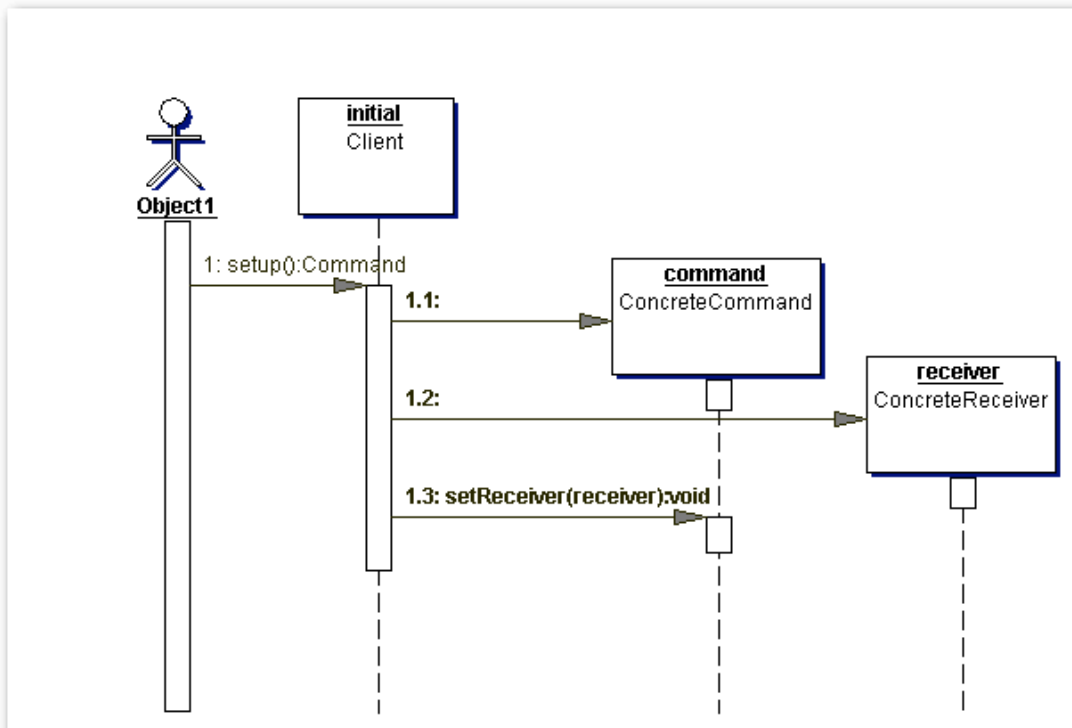 initial
Client
Object1
1: setup():Command
command
ConcreteCommand
1.1:
receiver
ConcreteReceiver
1.2:
1.3: setReceiver(receiver):void